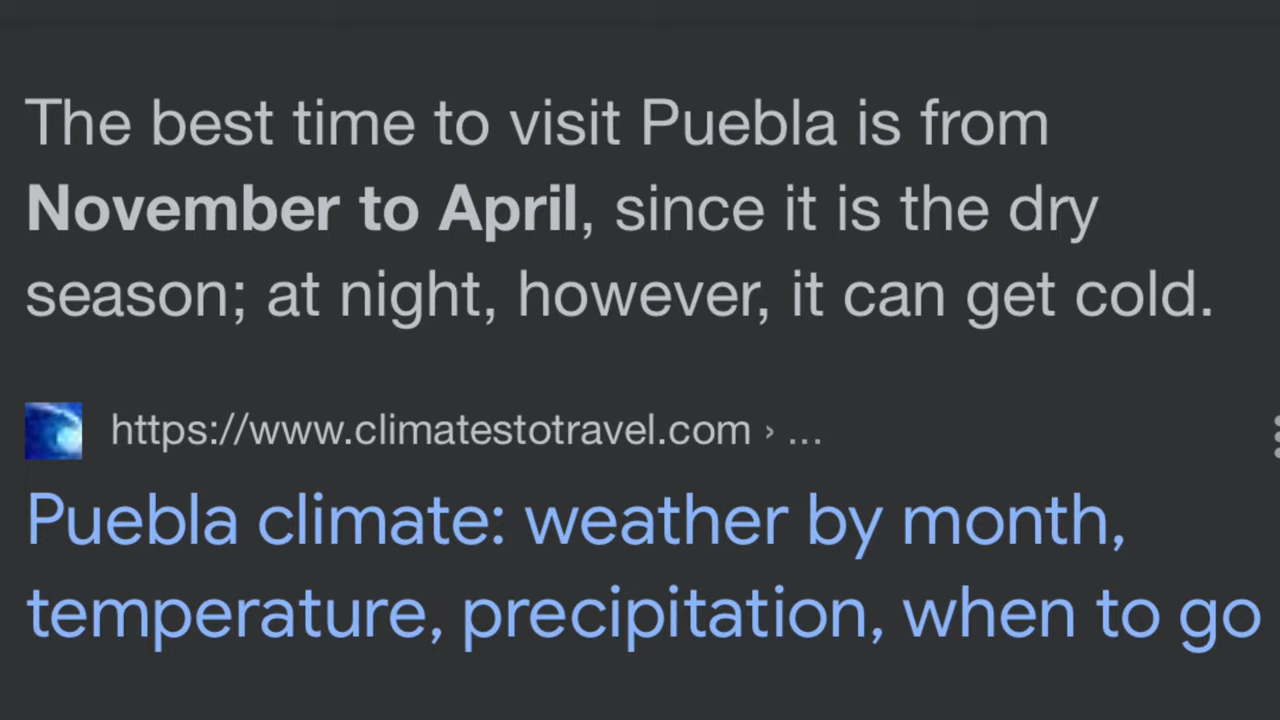 The best time to visit Puebla is from
November to April, since it is the dry
season; at night, however, it can get cold.
https://www.climatestotravel.com › ...
Puebla climate: weather by month,
temperature, precipitation, when to go